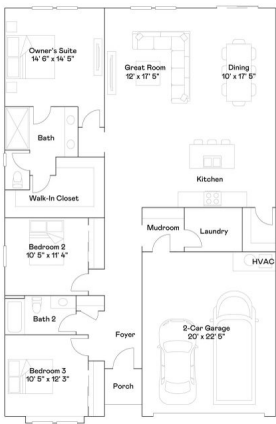 Owner's Suite
14' 6" x 14' 5"
Great Room
12' x 17' 5"
Dining
10' x 17' 5"
Bath
Kitchen
Walk-In Closet
Mudroom
Laundry
Bedroom 2
10' 5" x 11' 4"
HVAC
Bath 2
Foyer
2-Car Garage
20' x 22' 5"
Bedroom 3
10' 5" x 12' 3"
Porch